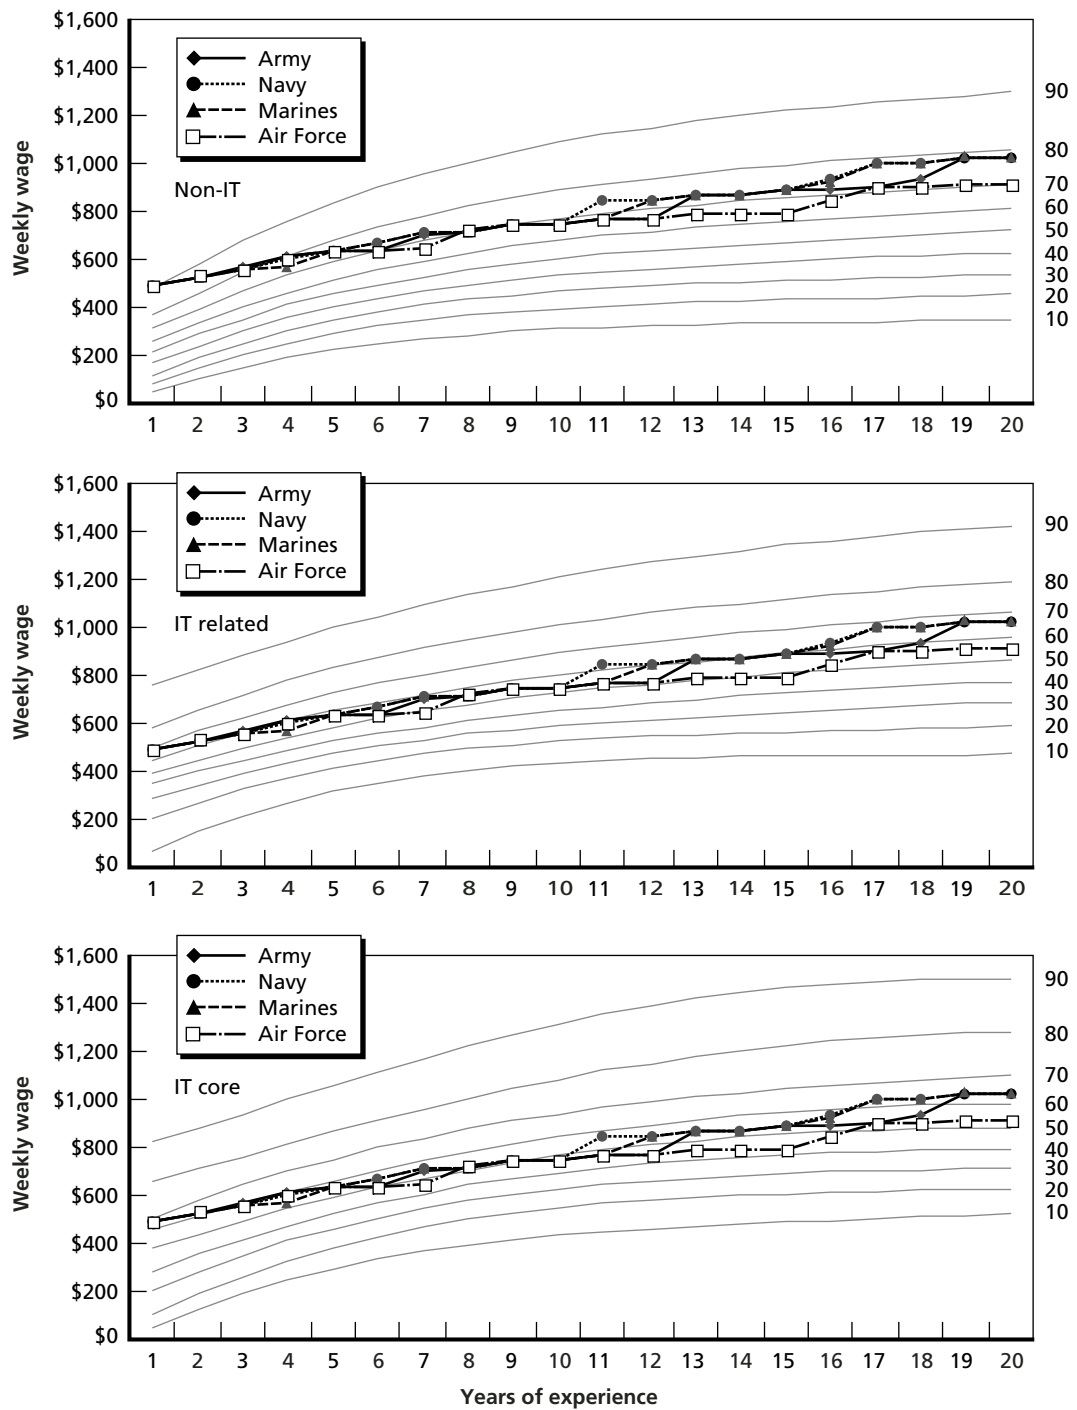 $1,600
$1,400
$1,200
$1,000
$800
$600
$400
$200
$0
Weekly wage
Army
Navy
Marines
Air Force
Non-IT
90
80
70
60
50
40
30
20
10
1 2 3 4 5 6 7 8 9 10 11 12 13 14 15 16 17 18 19 20
$1,600
$1,400
$1,200
$1,000
$800
$600
$400
$200
$0
Weekly wage
Army
Navy
Marines
Air Force
IT related
90
80
70
60
50
40
30
20
10
1 2 3 4 5 6 7 8 9 10 11 12 13 14 15 16 17 18 19 20
$1,600
$1,400
$1,200
$1,000
$800
$600
$400
$200
$0
Weekly wage
Army
Navy
Marines
Air Force
IT core
90
80
70
60
50
40
30
20
10
1 2 3 4 5 6 7 8 9 10 11 12 13 14 15 16 17 18 19 20
Years of experience